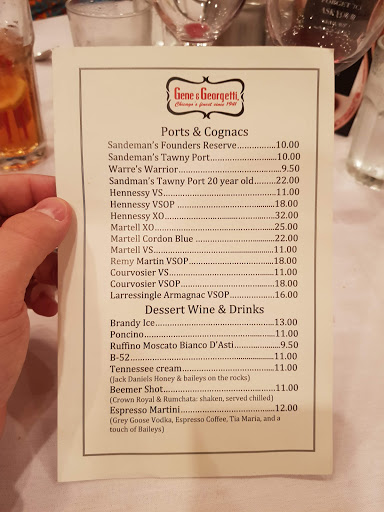 Gene & Georgetti
Chicago's finest since 1941
Ports & Cognacs
Sandeman's Founders Reserve...............10.00
Sandeman's Tawny Port.........................10.00
Warre's Warrior......................................9.50
Sandman's Tawny Port 20 year old........22.00
Hennessy VS..........................................11.00
Hennessy VSOP ....................................18.00
Hennessy XO.........................................32.00
Martell XO.............................................25.00
Martell Cordon Blue .............................22.00
Martell VS.............................................11.00
Remy Martin VSOP...............................18.00
Courvosier VS.......................................11.00
Courvosier VSOP..................................18.00
Larressingle Armagnac VSOP...............16.00
Dessert Wine & Drinks
Brandy Ice............................................13.00
Poncino.................................................11.00
Ruffino Moscato Bianco D'Asti..............9.50
B-52......................................................11.00
Tennessee cream..................................11.00
(Jack Daniels Honey & baileys on the rocks)
Beemer Shot.........................................11.00
(Crown Royal & Rumchata: shaken, served chilled)
Espresso Martini..................................12.00
(Grey Goose Vodka, Espresso Coffee, Tia Maria, and a
touch of Baileys)